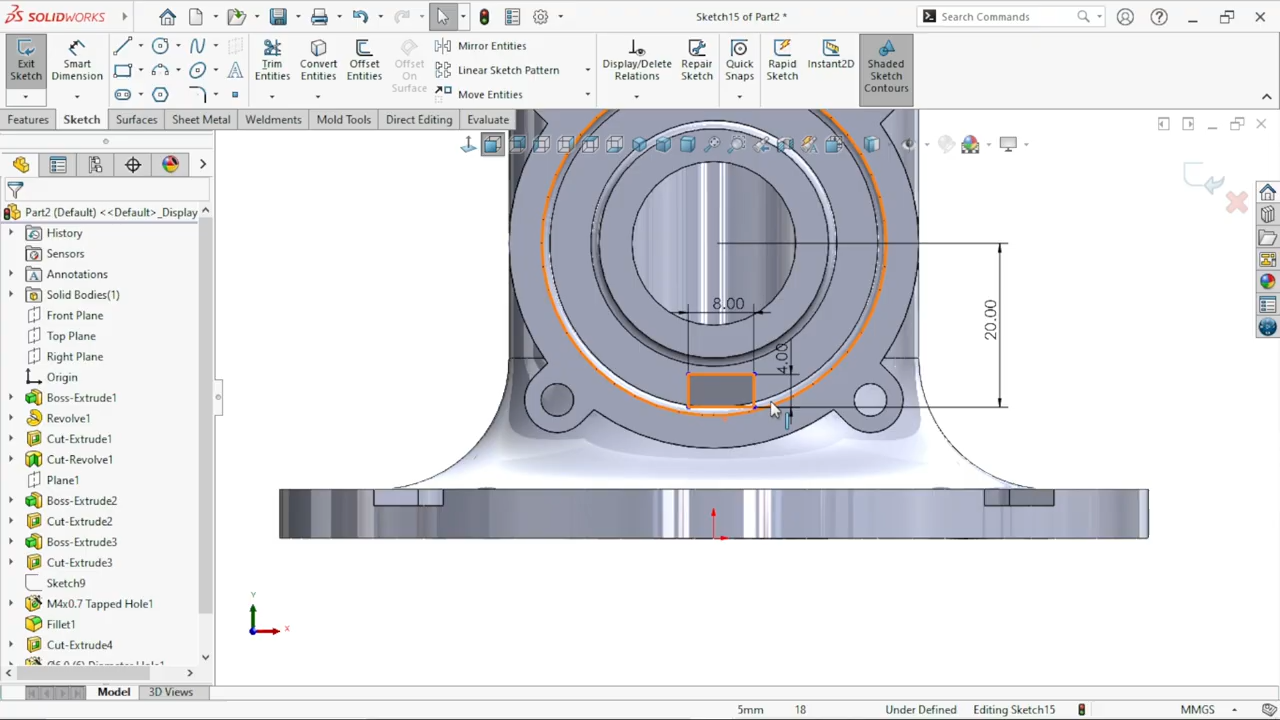 SOLIDWORKS
Sketch15 of Part2 *
Search Commands
Exit Sketch
Smart Dimension
Trim Entities
Convert Entities
Offset Entities
Offset On Surface
Mirror Entities
Linear Sketch Pattern
Move Entities
Display/Delete Relations
Repair Sketch
Quick Snaps
Rapid Sketch
Instant2D
Shaded Sketch Contours
Features
Sketch
Surfaces
Sheet Metal
Weldments
Mold Tools
Direct Editing
Evaluate
Part2 (Default) <<Default>_Display
History
Sensors
Annotations
Solid Bodies(1)
Front Plane
Top Plane
Right Plane
Origin
Boss-Extrude1
Revolve1
Cut-Extrude1
Cut-Revolve1
Plane1
Boss-Extrude2
Cut-Extrude2
Boss-Extrude3
Cut-Extrude3
Sketch9
M4x0.7 Tapped Hole1
Fillet1
Cut-Extrude4
8.00
4.00
20.00
Y
X
Model
3D Views
5mm
18
Under Defined
Editing Sketch15
MMGS